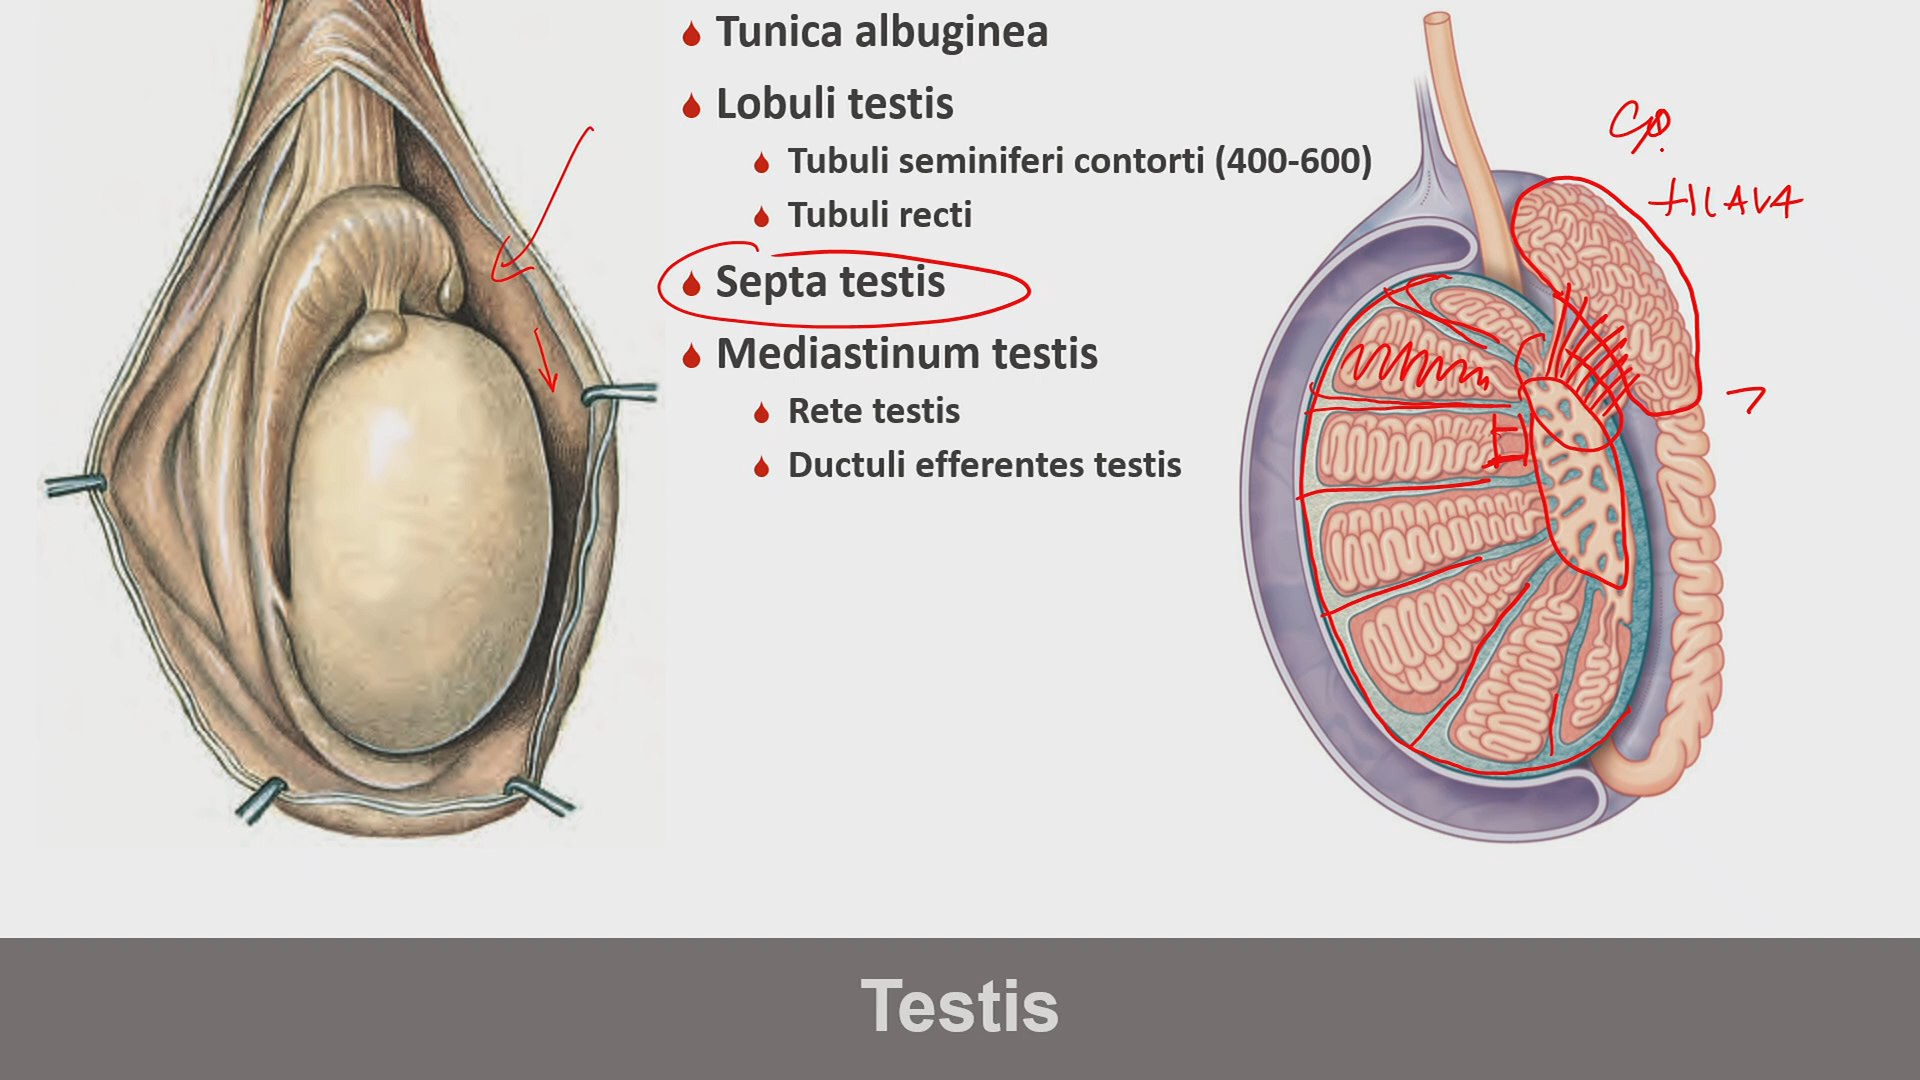 Tunica albuginea
Lobuli testis
Tubuli seminiferi contorti (400-600)
Tubuli recti
Septa testis
Mediastinum testis
Rete testis
Ductuli efferentes testis
HLAVA
Testis